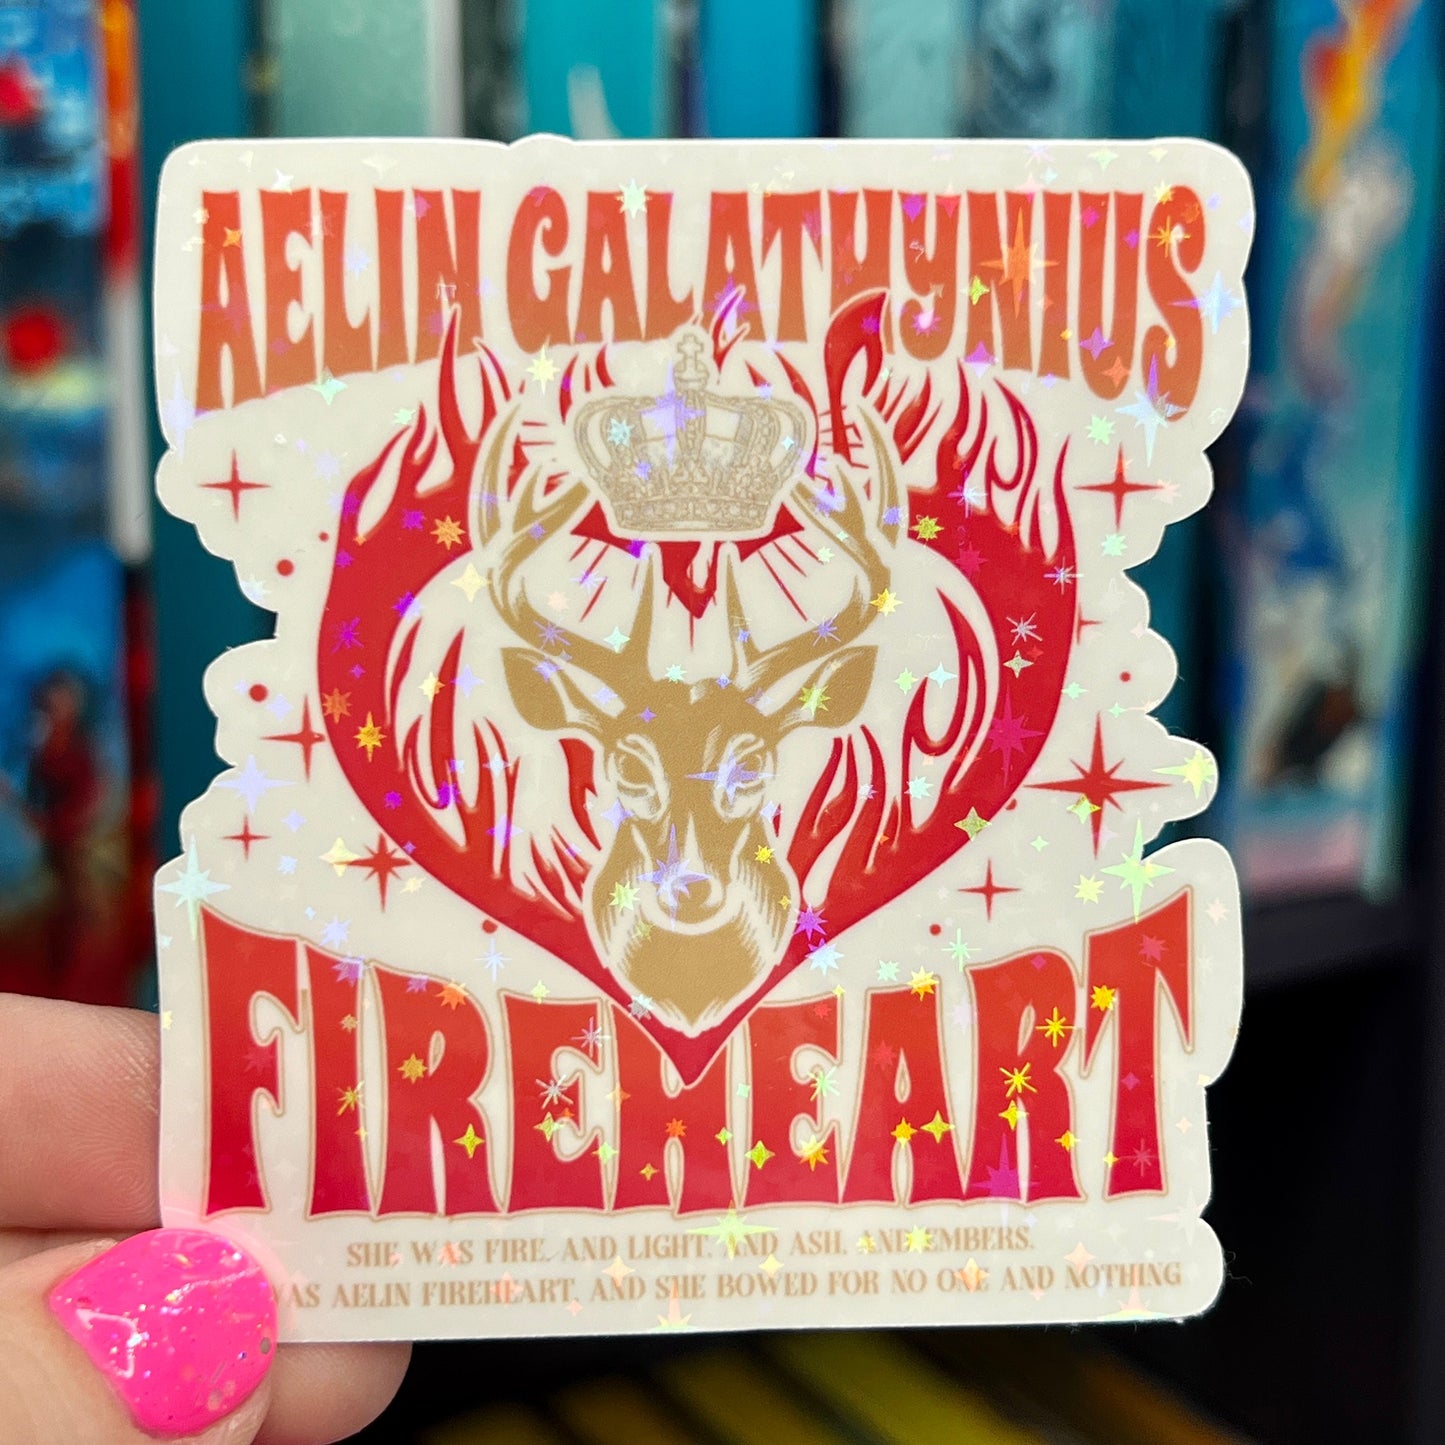 AELIN GALATHYNIUS
FIREHEART
SHE WAS FIRE, AND LIGHT, AND ASH, AND EMBERS.
WAS AELIN FIREHEART, AND SHE BOWED FOR NO ONE AND NOTHING